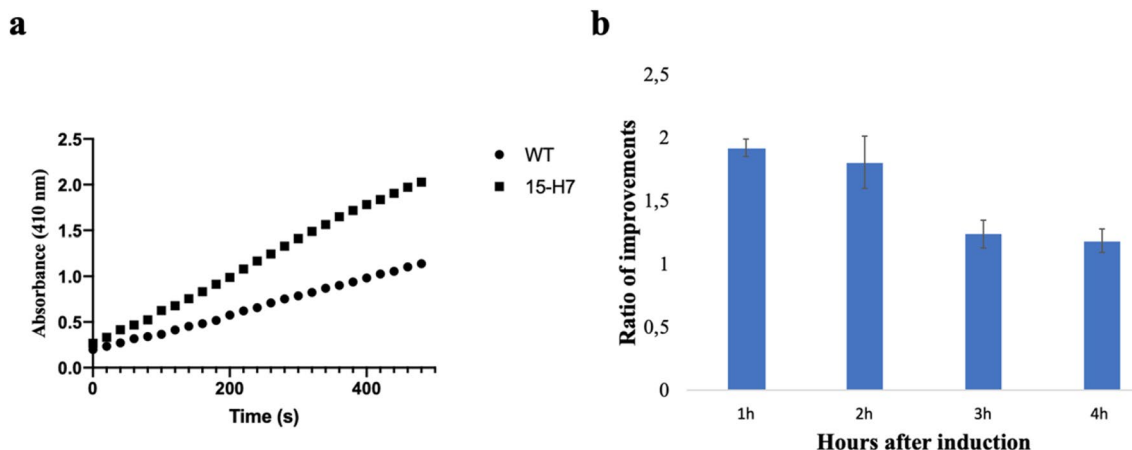 a
2.5
2.0
1.5
1.0
0.5
0.0
Absorbance (410 nm)
0
200
400
Time (s)
WT
15-H7
b
2,5
2
1,5
1
0,5
0
Ratio of improvements
1h
2h
3h
4h
Hours after induction